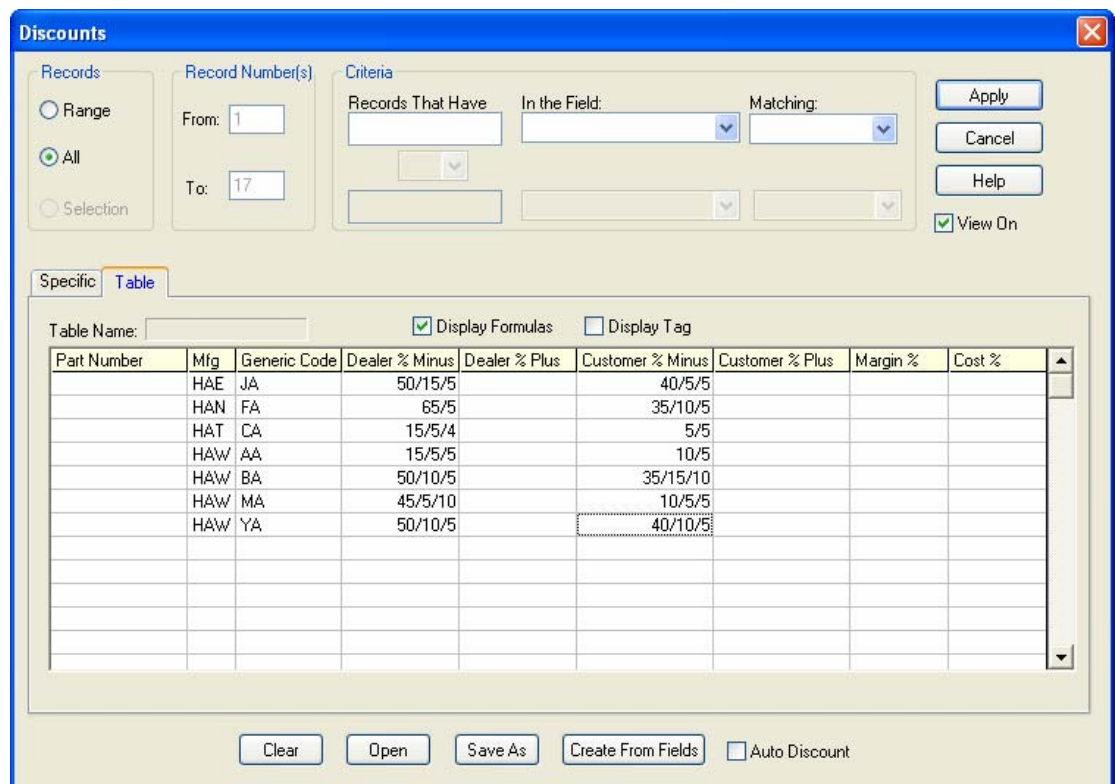 Discounts
Records
Range
All
Selection
Record Number(s)
From: 1
To: 17
Criteria
Records That Have In the Field: Matching:
Apply
Cancel
Help
View On
Specific Table
Table Name: Display Formulas Display Tag
Part Number Mfg Generic Code Dealer % Minus Dealer % Plus Customer % Minus Customer % Plus Margin % Cost %
HAE JA 50/15/5 40/5/5
HAN FA 65/5 35/10/5
HAT CA 15/5/4 5/5
HAW AA 15/5/5 10/5
HAW BA 50/10/5 35/15/10
HAW MA 45/5/10 10/5/5
HAW YA 50/10/5 40/10/5
Clear Open Save As Create From Fields Auto Discount